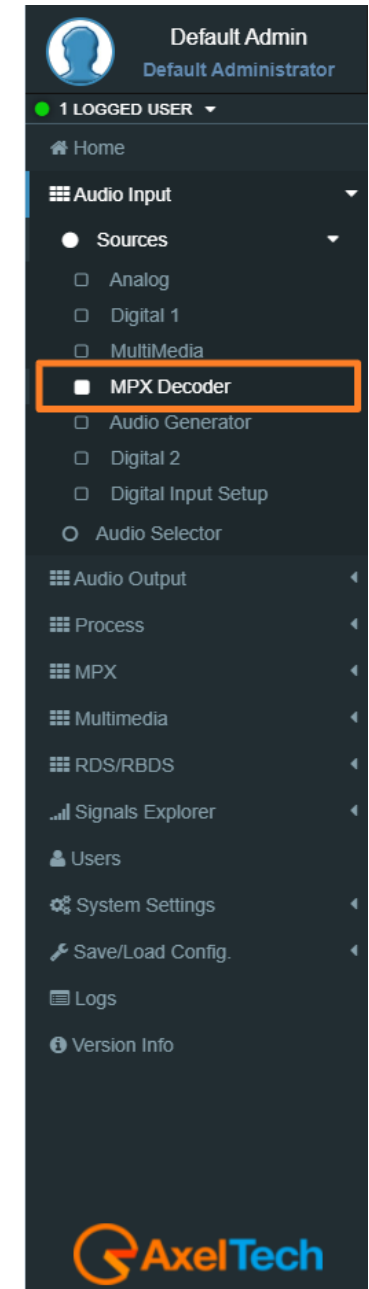 Default Admin
Default Administrator
1 LOGGED USER
Home
Audio Input
Sources
Analog
Digital 1
MultiMedia
MPX Decoder
Audio Generator
Digital 2
Digital Input Setup
Audio Selector
Audio Output
Process
MPX
Multimedia
RDS/RBDS
Signals Explorer
Users
System Settings
Save/Load Config.
Logs
Version Info
AxelTech